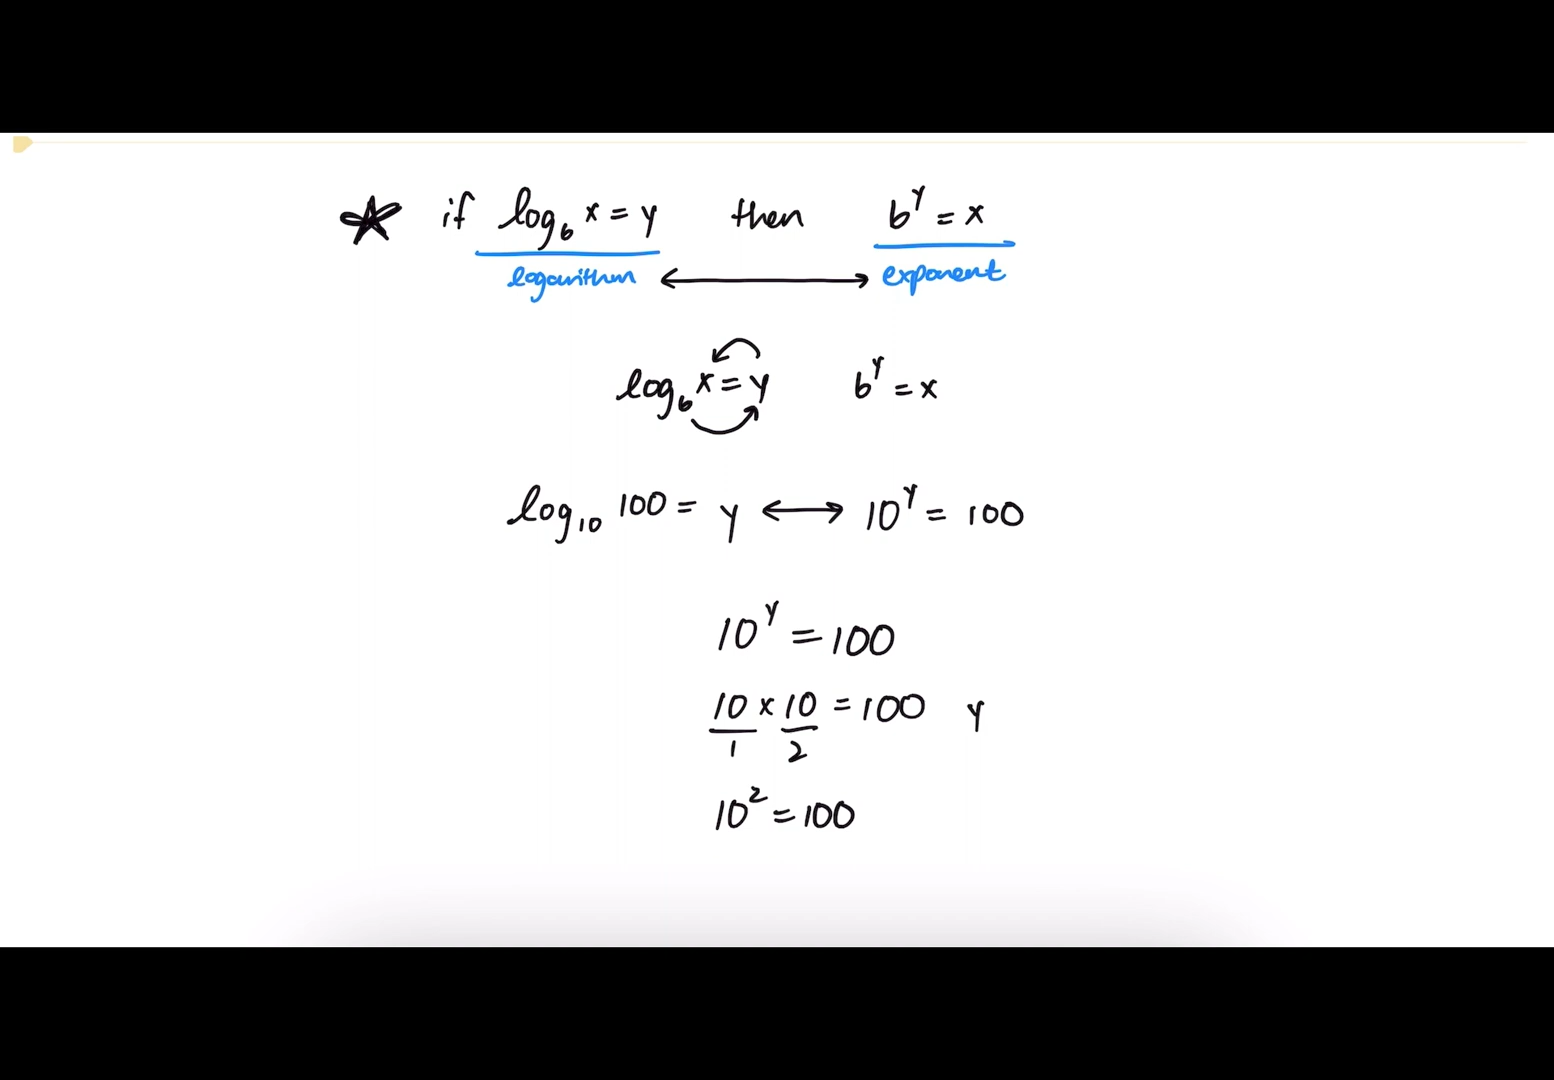 if log_b x = y then b^y = x
logarithm exponent
log_b x = y b^y = x
log_10 100 = y ⟷ 10^y = 100
10^y = 100
10 x 10 = 100 y
1 2
10^2 = 100